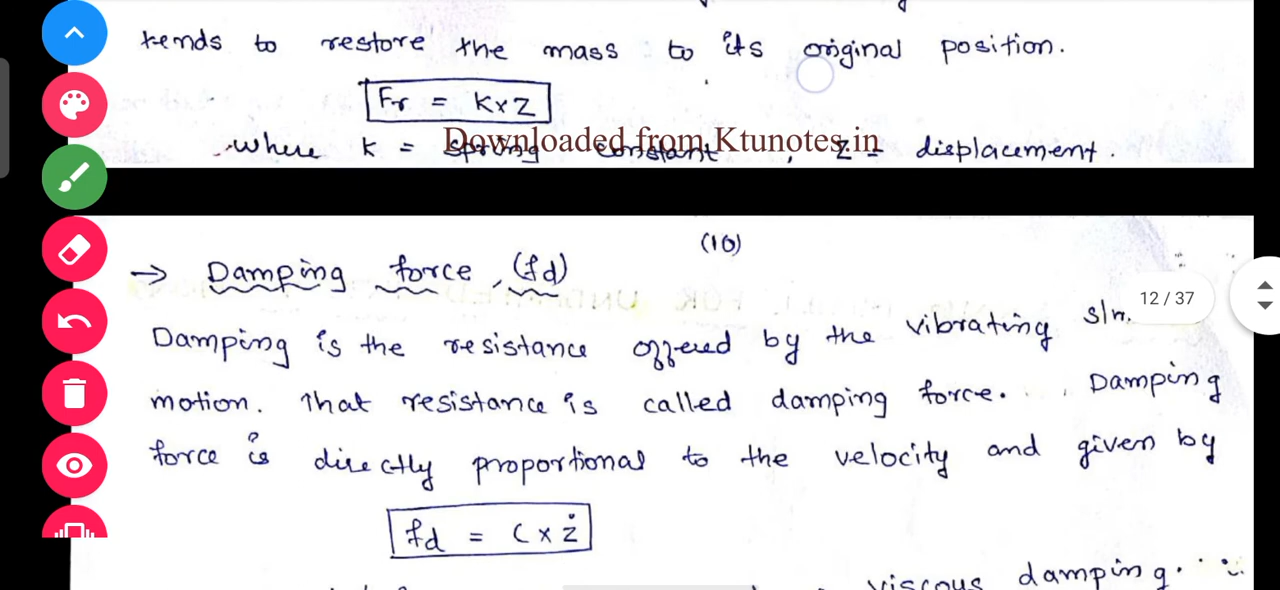 tends to restore the mass to its original position.
Fr = K x Z
where k = spring constant, Z = displacement.
Downloaded from Ktunotes.in
(10)
→ Damping force, (fd)
12 / 37
Damping is the resistance offered by the vibrating s/m.
motion. That resistance is called damping force. Damping
force is directly proportional to the velocity and given by
fd = C x ż
viscous damping.